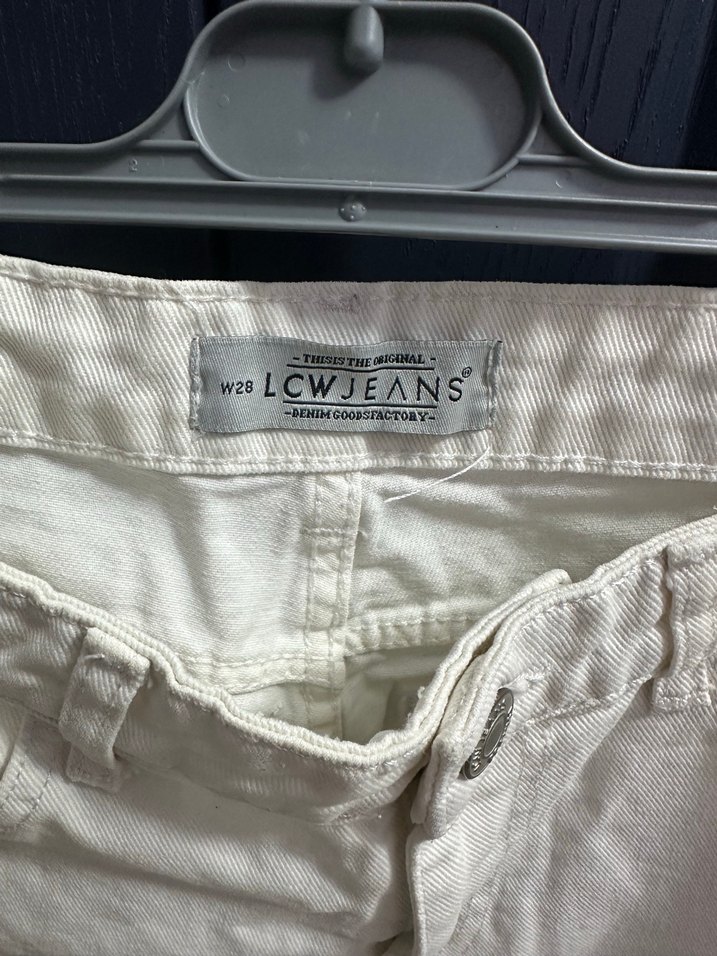 - THIS IS THE ORIGINAL -
W28 LCWJEANS®
-DENIM GOODS FACTORY-